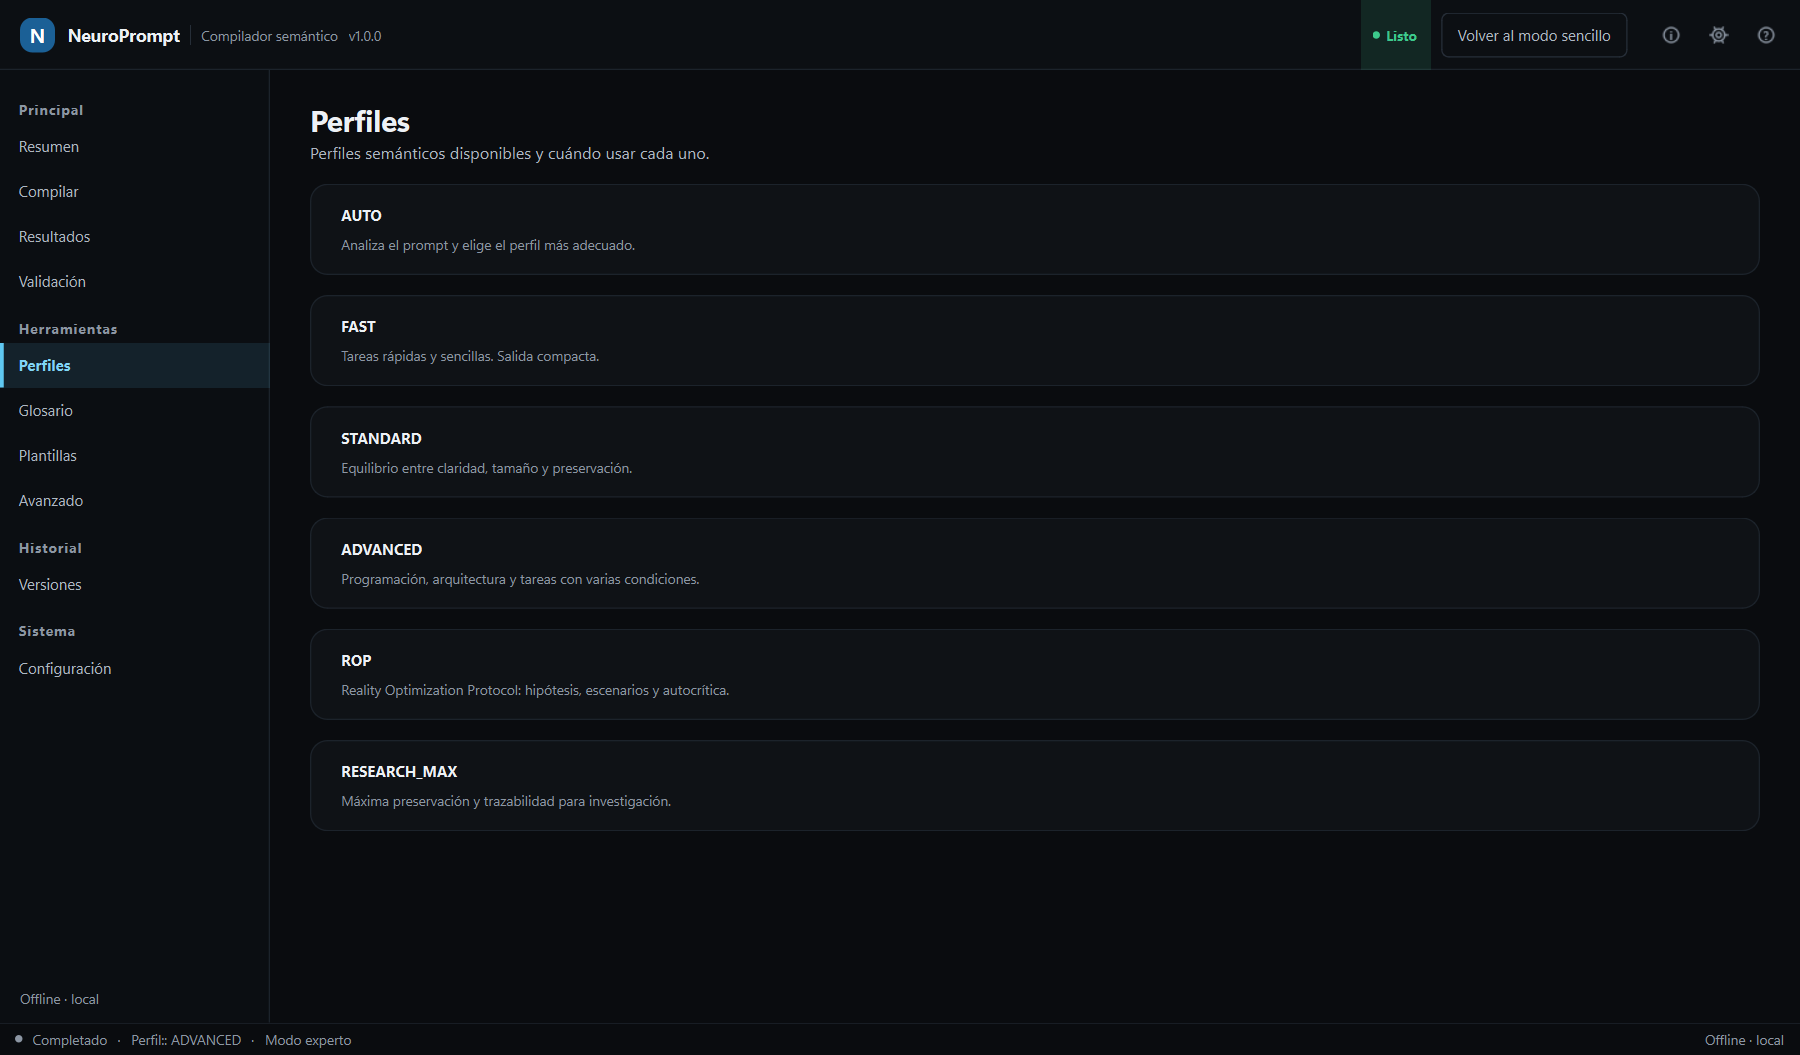 N NeuroPrompt Compilador semántico v1.0.0
Listo
Volver al modo sencillo
Principal
Resumen
Compilar
Resultados
Validación
Herramientas
Perfiles
Glosario
Plantillas
Avanzado
Historial
Versiones
Sistema
Configuración
Offline · local
Perfiles
Perfiles semánticos disponibles y cuándo usar cada uno.
AUTO
Analiza el prompt y elige el perfil más adecuado.
FAST
Tareas rápidas y sencillas. Salida compacta.
STANDARD
Equilibrio entre claridad, tamaño y preservación.
ADVANCED
Programación, arquitectura y tareas con varias condiciones.
ROP
Reality Optimization Protocol: hipótesis, escenarios y autocrítica.
RESEARCH_MAX
Máxima preservación y trazabilidad para investigación.
Completado · Perfil:: ADVANCED · Modo experto
Offline · local